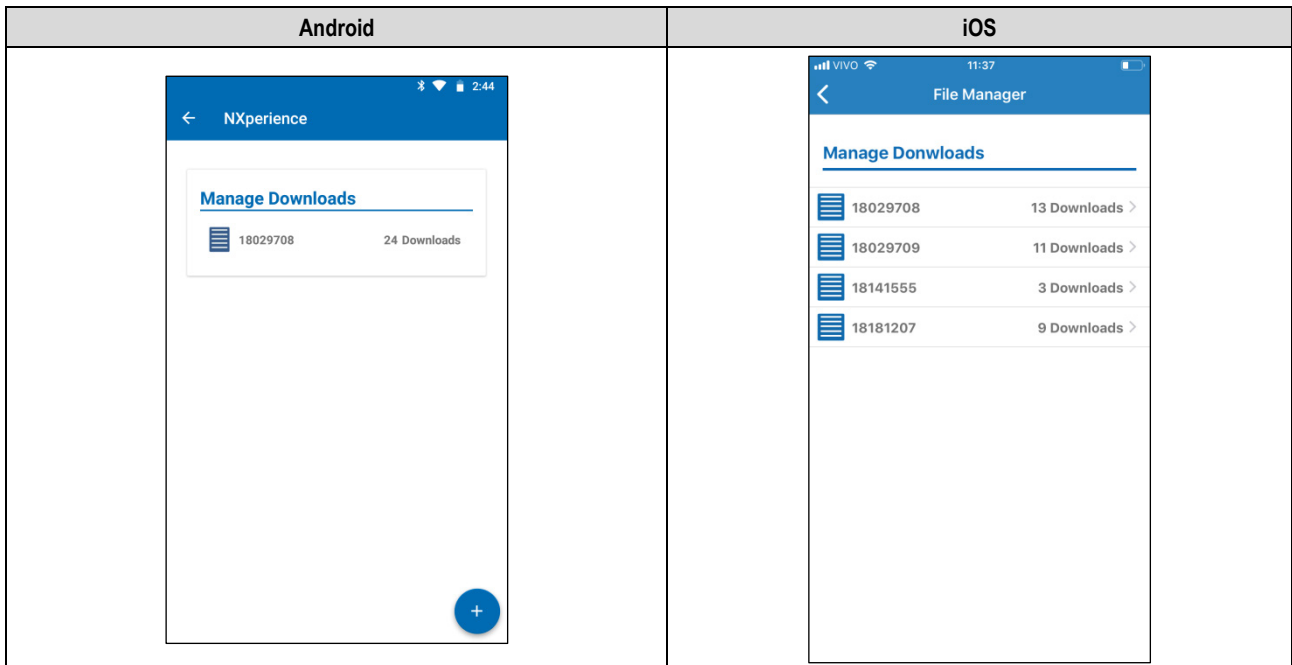 Android
iOS
2:44
NXperience
Manage Downloads
18029708 24 Downloads
VIVO 11:37
File Manager
Manage Donwloads
18029708 13 Downloads
18029709 11 Downloads
18141555 3 Downloads
18181207 9 Downloads